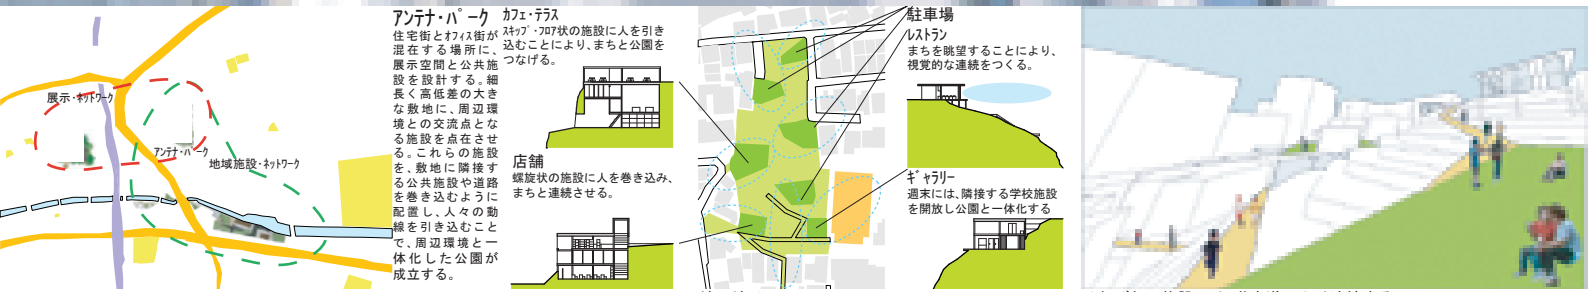 展示・ネットワーク
アンテナ・パーク
地域施設・ネットワーク
アンテナ・パーク
住宅街とオフィス街が
混在する場所に、
展示空間と公共施
設を設計する。細
長く高低差の大き
な敷地に、周辺環
境との交流点とな
る施設を点在させ
る。これらの施設
を、敷地に隣接す
る公共施設や道路
を巻き込むように
配置し、人々の動
線を引き込むこと
で、周辺環境と一
体化した公園が
成立する。
カフェ・テラス
スキップ・フロア状の施設に人を引き
込むことにより、まちと公園を
つなげる。
店舗
螺旋状の施設に人を巻き込み、
まちと連続させる。
駐車場
レストラン
まちを眺望することにより、
視覚的な連続をつくる。
ギャラリー
週末には、隣接する学校施設
を開放し公園と一体化する